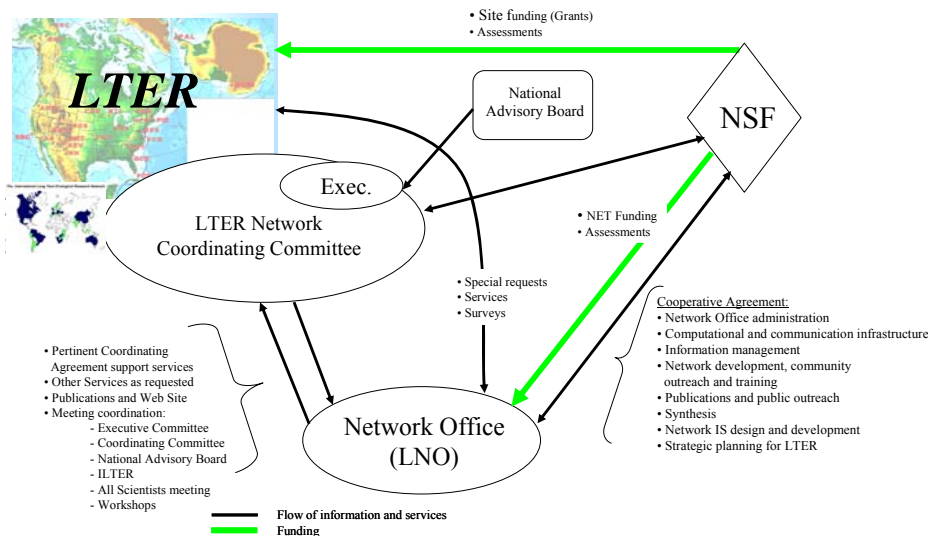 • Site funding (Grants)
• Assessments
LTER
National
Advisory Board
NSF
Exec.
LTER Network
Coordinating Committee
• NET Funding
• Assessments
• Special requests
• Services
• Surveys
Cooperative Agreement:
• Network Office administration
• Computational and communication infrastructure
• Information management
• Network development, community
outreach and training
• Publications and public outreach
• Synthesis
• Network IS design and development
• Strategic planning for LTER
• Pertinent Coordinating
Agreement support services
• Other Services as requested
• Publications and Web Site
• Meeting coordination:
- Executive Committee
- Coordinating Committee
- National Advisory Board
- ILTER
- All Scientists meeting
- Workshops
Network Office
(LNO)
Flow of information and services
Funding